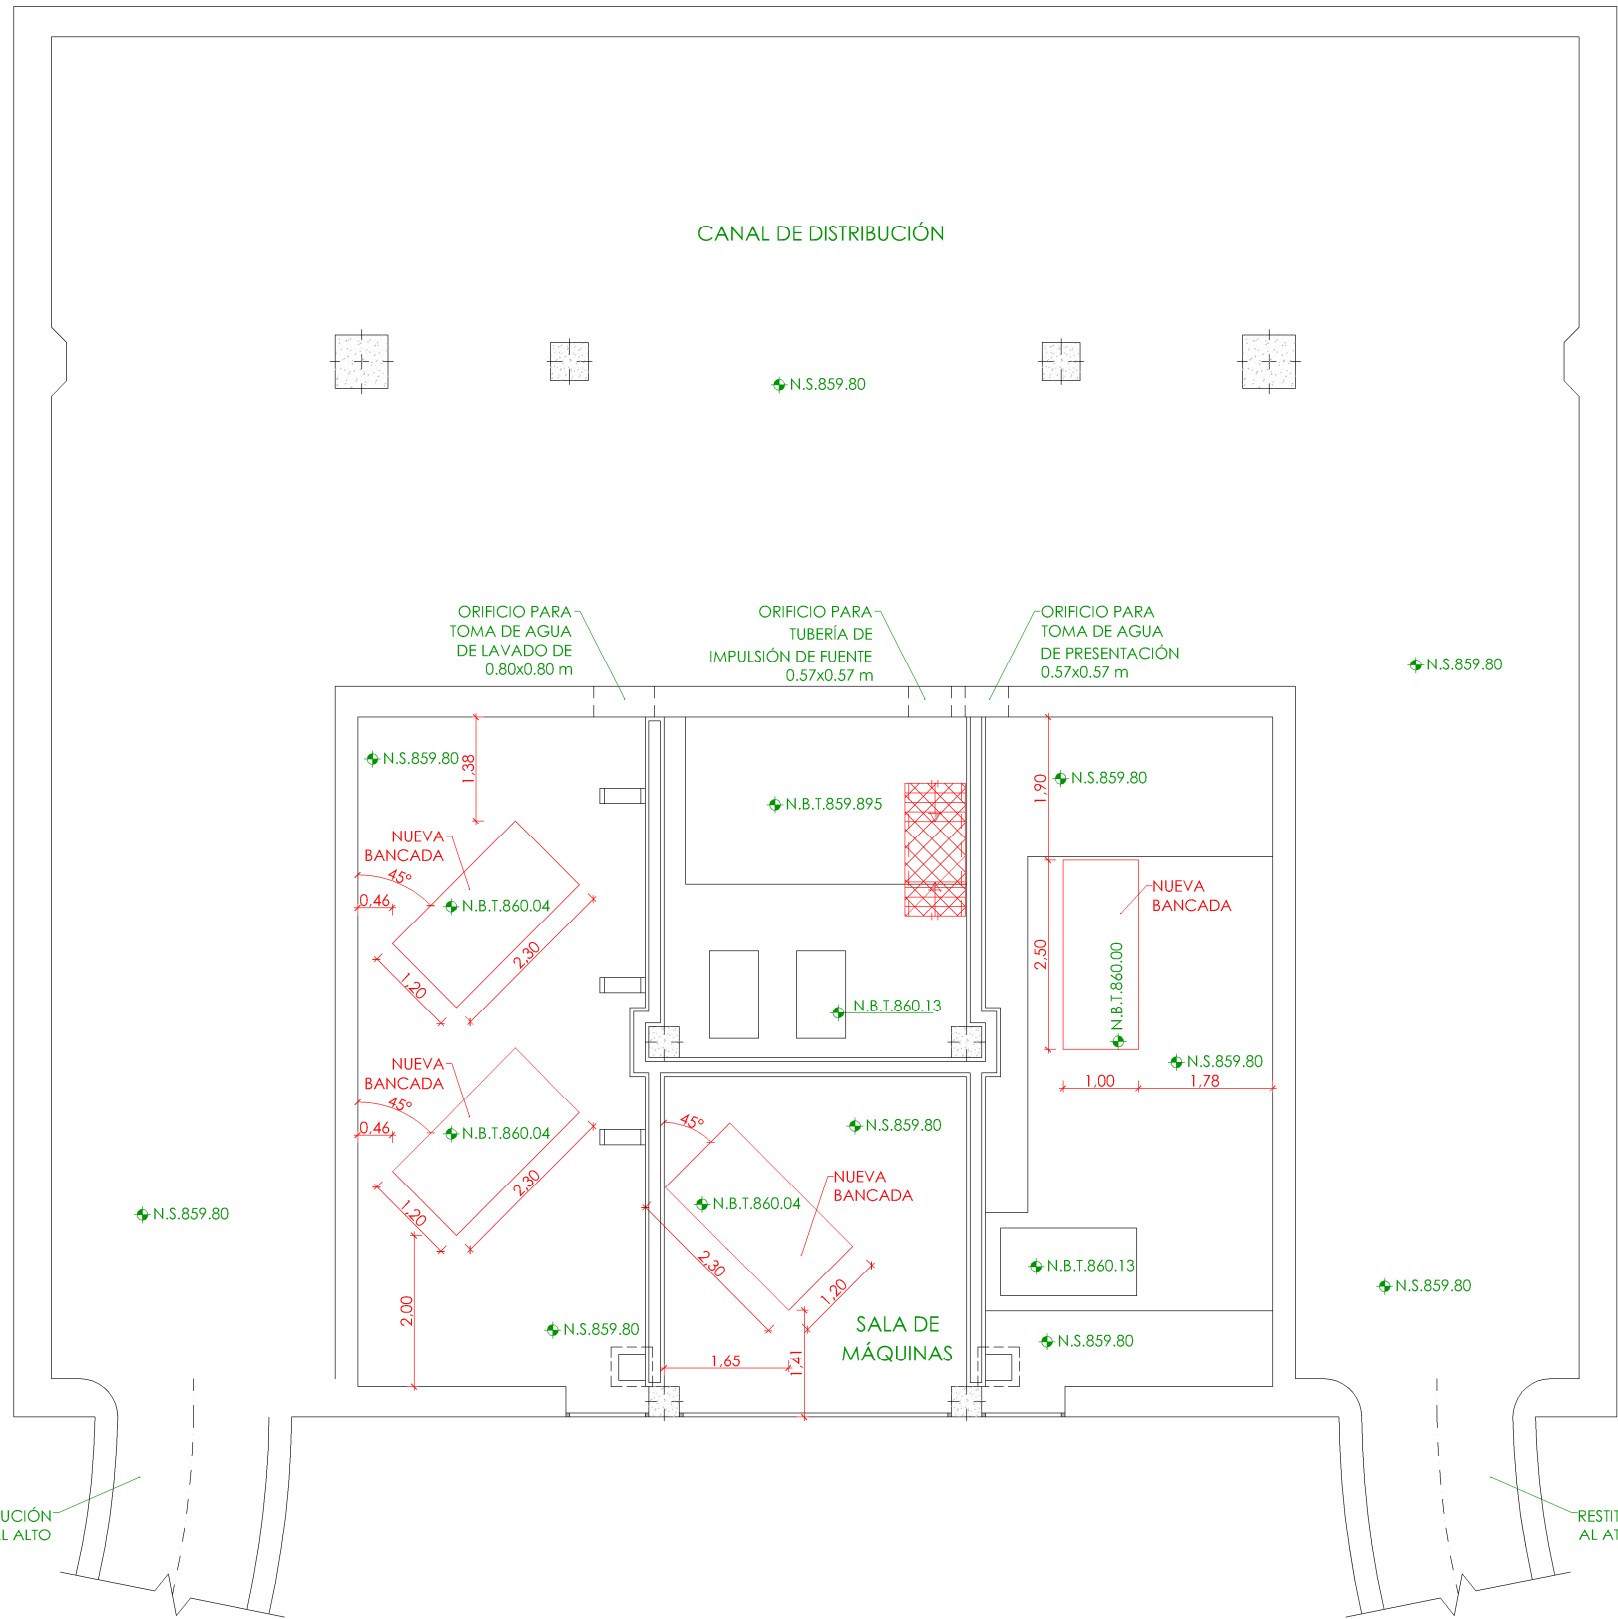 CANAL DE DISTRIBUCIÓN
N.S.859.80
ORIFICIO PARA
TOMA DE AGUA
DE LAVADO DE
0.80x0.80 m
ORIFICIO PARA
TUBERÍA DE
IMPULSIÓN DE FUENTE
0.57x0.57 m
ORIFICIO PARA
TOMA DE AGUA
DE PRESENTACIÓN
0.57x0.57 m
N.S.859.80
N.S.859.80
1,38
NUEVA
BANCADA
45°
0,46
N.B.T.860.04
2,30
1,20
NUEVA
BANCADA
45°
0,46
N.B.T.860.04
2,30
1,20
2,00
N.S.859.80
N.S.859.80
N.B.T.859.895
N.B.T.860.13
N.S.859.80
45°
N.B.T.860.04
NUEVA
BANCADA
2,30
1,20
SALA DE
MÁQUINAS
1,65
1,41
N.S.859.80
1,90
NUEVA
BANCADA
2,50
N.B.T.860.00
N.S.859.80
1,00
1,78
N.B.T.860.13
N.S.859.80
N.S.859.80
UCIÓN
L ALTO
RESTIT
AL AT